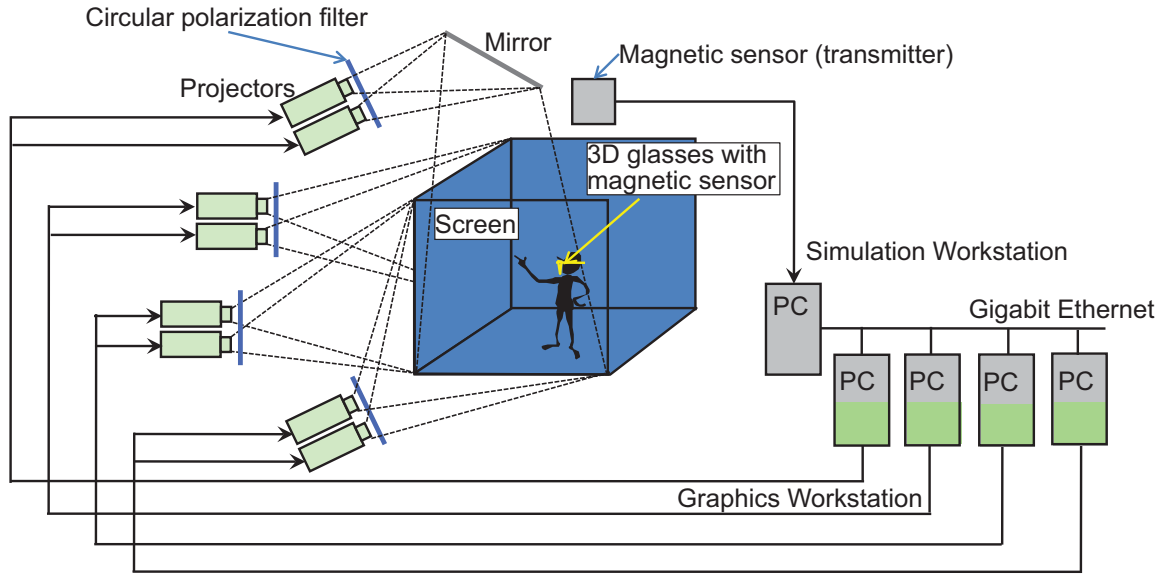 Circular polarization filter
Mirror
Magnetic sensor (transmitter)
Projectors
3D glasses with
magnetic sensor
Screen
Simulation Workstation
PC
Gigabit Ethernet
PC
PC
PC
PC
Graphics Workstation